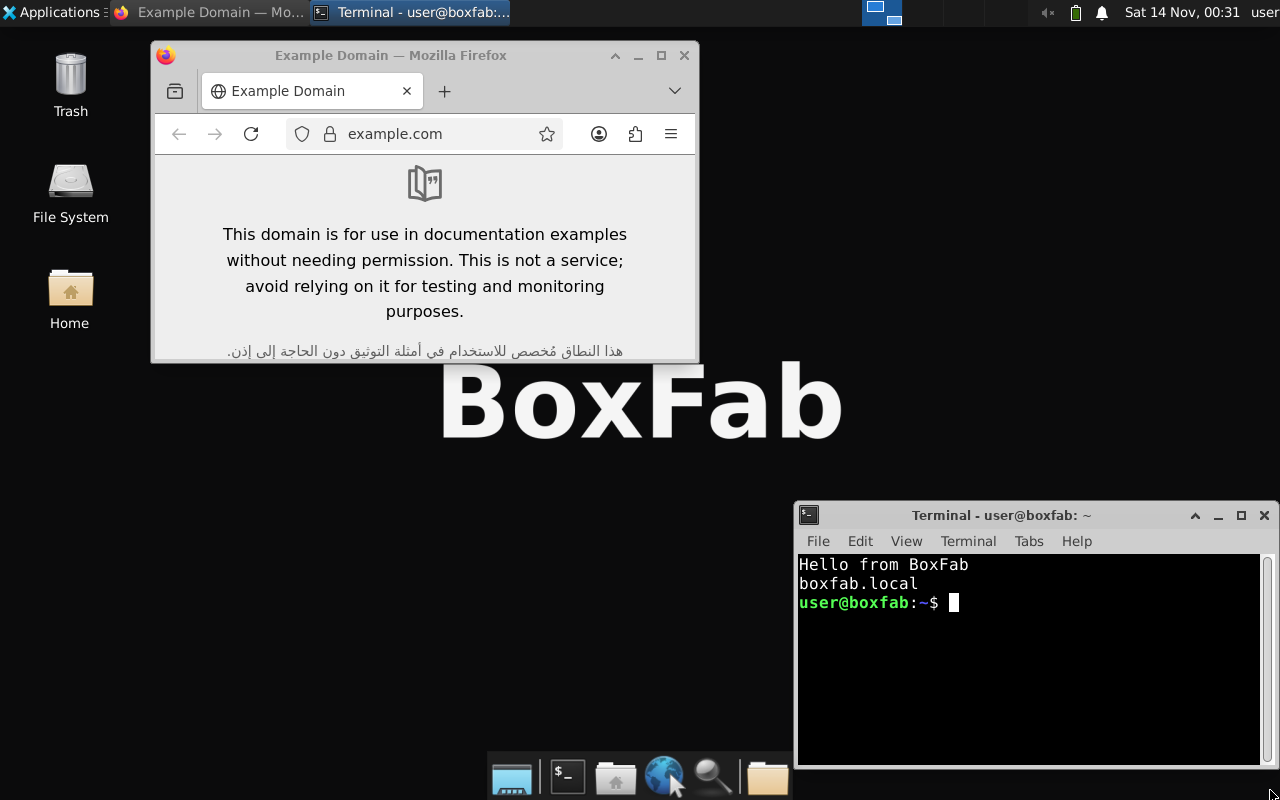 Applications
Example Domain — Mo...
Terminal - user@boxfab:...
Sat 14 Nov, 00:31
user
Trash
File System
Home
Example Domain — Mozilla Firefox
Example Domain
example.com
This domain is for use in documentation examples
without needing permission. This is not a service;
avoid relying on it for testing and monitoring
purposes.
هذا النطاق مُخصص للاستخدام في أمثلة التوثيق دون الحاجة إلى إذن.
BoxFab
Terminal - user@boxfab: ~
File Edit View Terminal Tabs Help
Hello from BoxFab
boxfab.local
user@boxfab:~$
$_